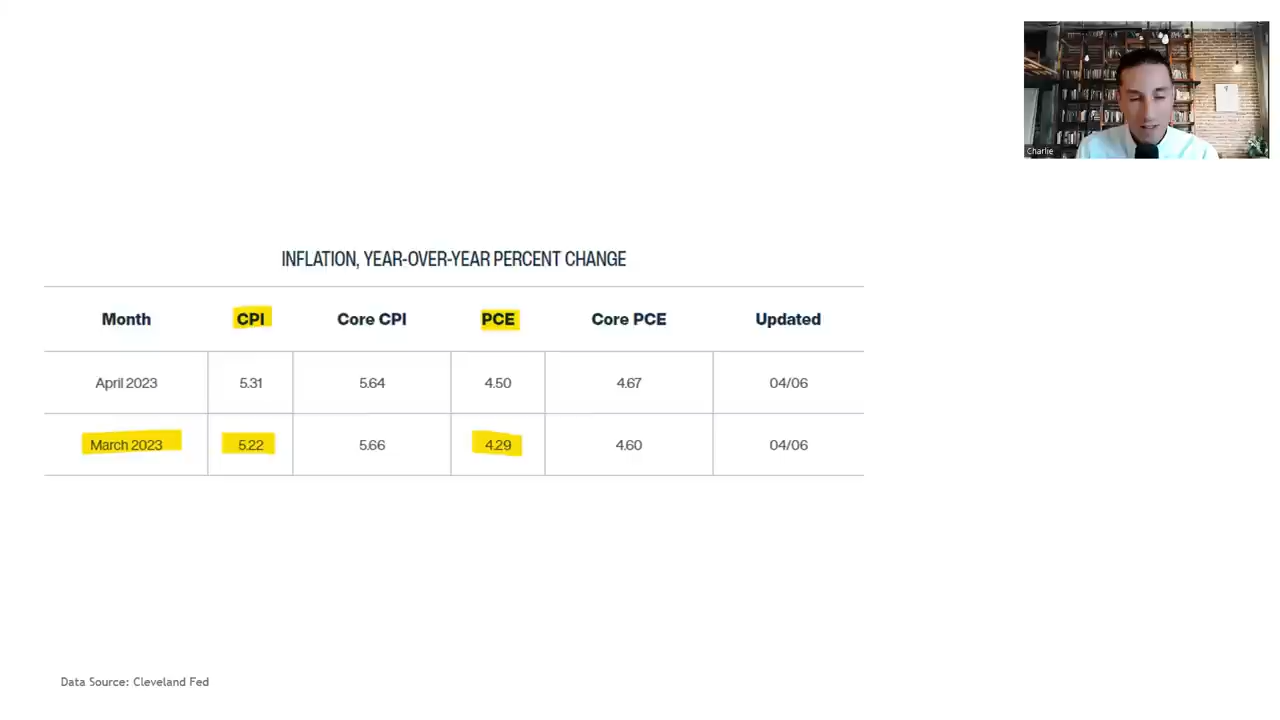 Charlie
INFLATION, YEAR-OVER-YEAR PERCENT CHANGE
Month CPI Core CPI PCE Core PCE Updated
April 2023 5.31 5.64 4.50 4.67 04/06
March 2023 5.22 5.66 4.29 4.60 04/06
Data Source: Cleveland Fed